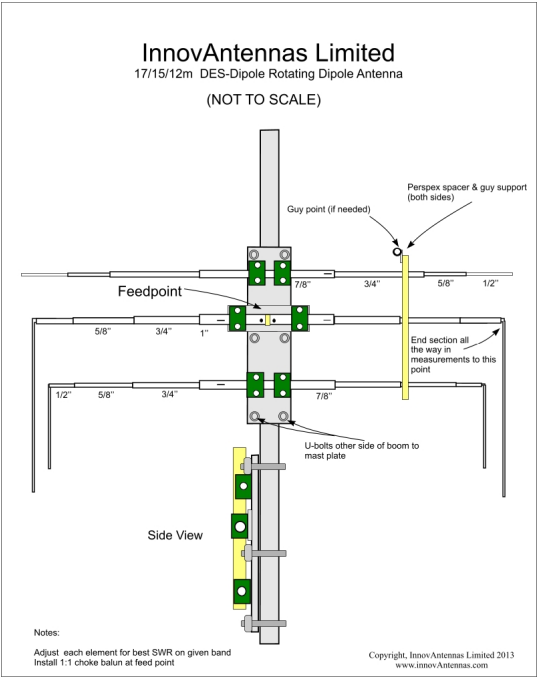 InnovAntennas Limited
17/15/12m DES-Dipole Rotating Dipole Antenna
(NOT TO SCALE)
Perspex spacer & guy support
(both sides)
Guy point (if needed)
7/8’’
3/4’’
5/8’’
1/2’’
Feedpoint
5/8’’
3/4’’
1’’
End section all
the way in
measurements to this
point
1/2’’
5/8’’
3/4’’
7/8’’
U-bolts other side of boom to
mast plate
Side View
Notes:
Adjust each element for best SWR on given band
Install 1:1 choke balun at feed point
Copyright, InnovAntennas Limited 2013
www.innovAntennas.com